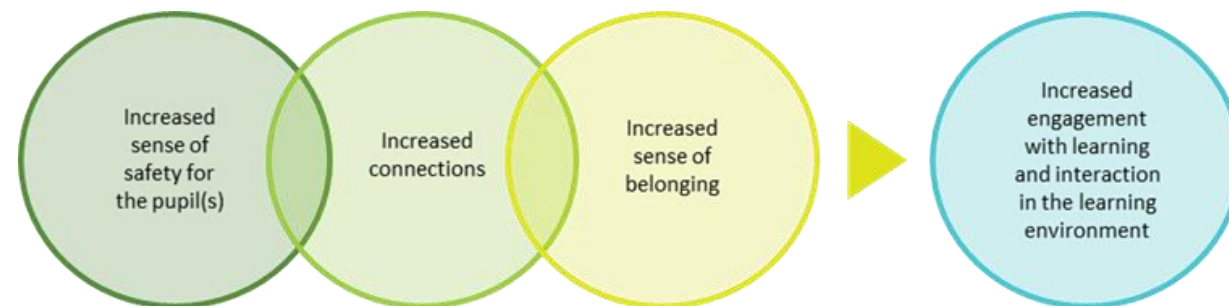 Increased
sense of
safety for
the pupil(s)
Increased
connections
Increased
sense of
belonging
Increased
engagement
with learning
and interaction
in the learning
environment